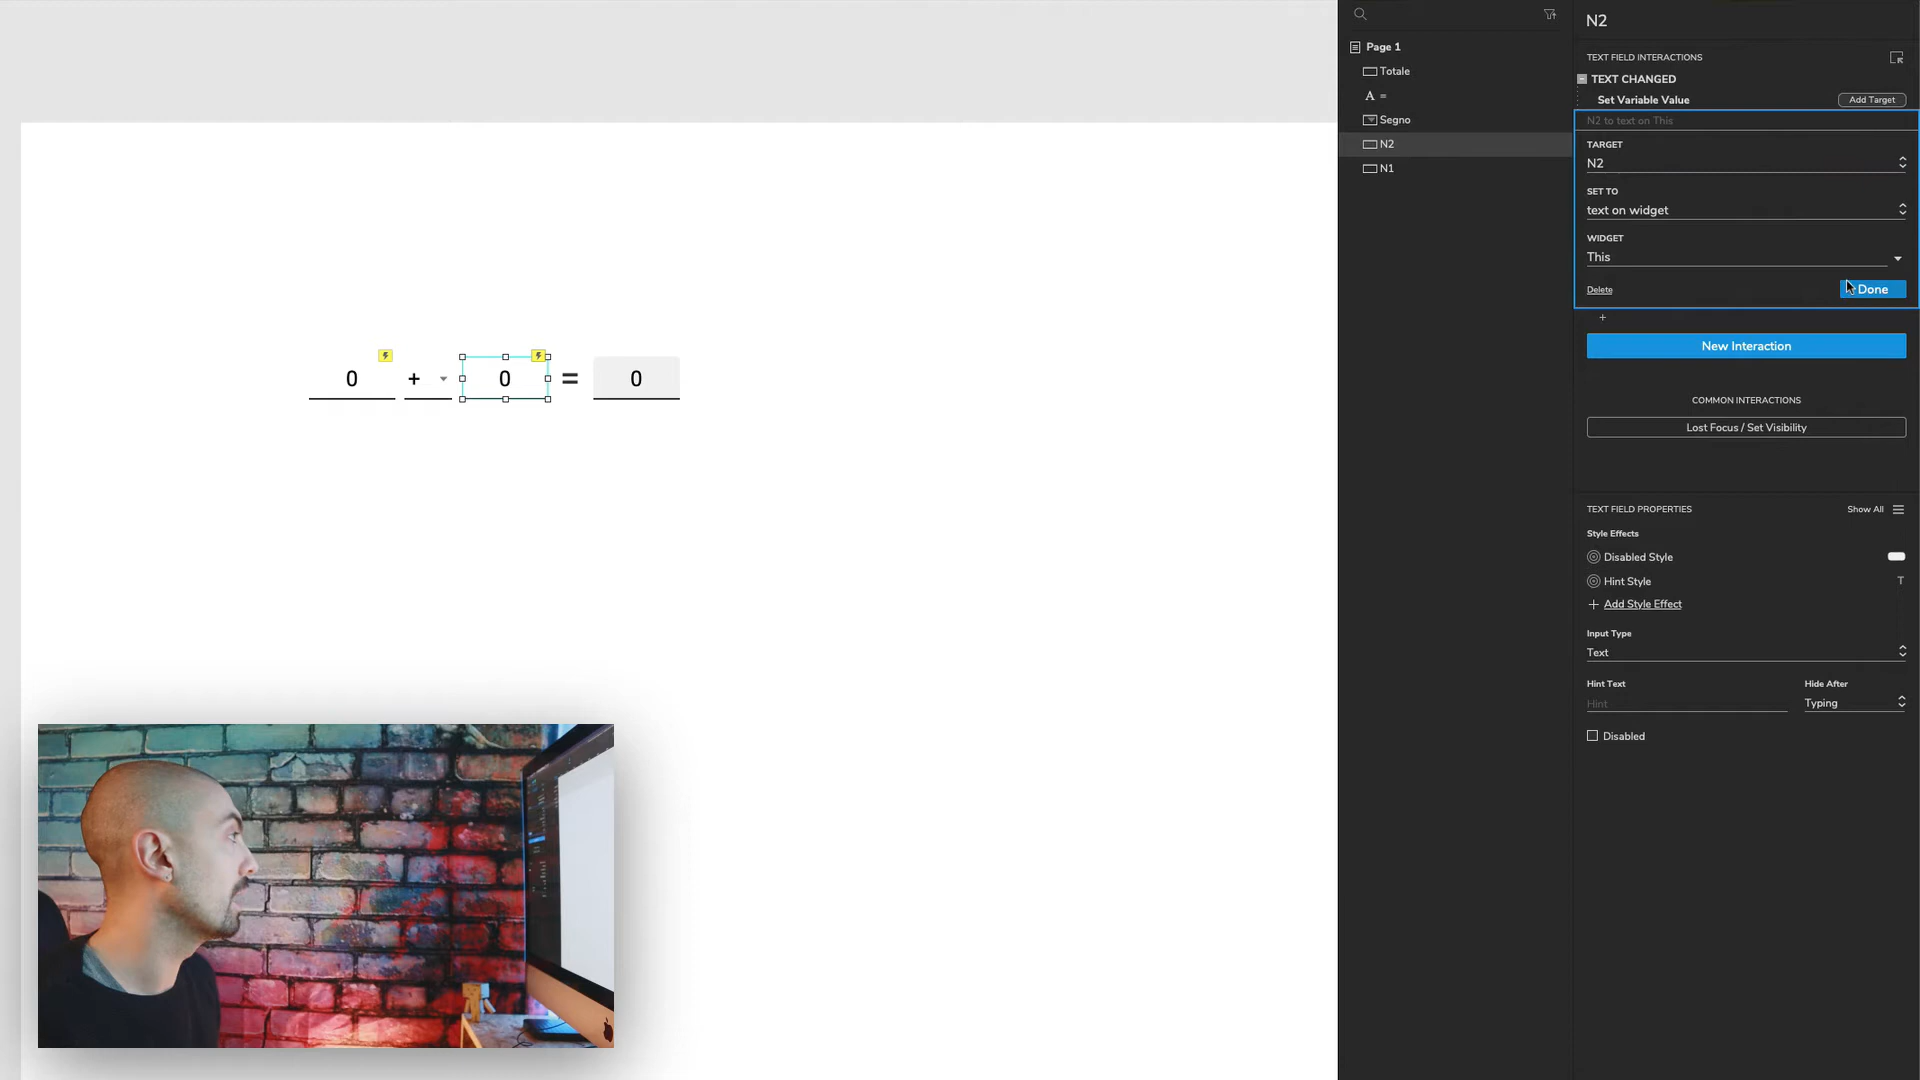 N2
Page 1
TEXT FIELD INTERACTIONS
Totale
TEXT CHANGED
A =
Set Variable Value
Add Target
Segno
N2 to text on This
N2
TARGET
N2
N1
SET TO
text on widget
WIDGET
This
Delete
Done
+
New Interaction
0 + 0 = 0
COMMON INTERACTIONS
Lost Focus / Set Visibility
TEXT FIELD PROPERTIES
Show All
Style Effects
Disabled Style
Hint Style
T
+ Add Style Effect
Input Type
Text
Hint Text
Hide After
Hint
Typing
Disabled